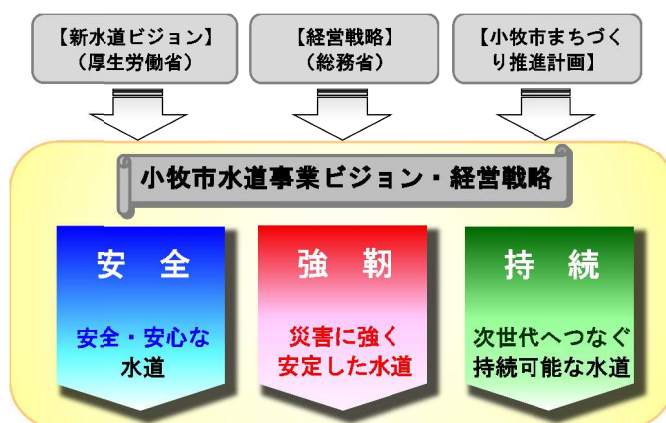 【新水道ビジョン】
（厚生労働省）
【経営戦略】
（総務省）
【小牧市まちづく
り推進計画】
小牧市水道事業ビジョン・経営戦略
安 全
安全・安心な
水道
強 靭
災害に強く
安定した水道
持 続
次世代へつなぐ
持続可能な水道